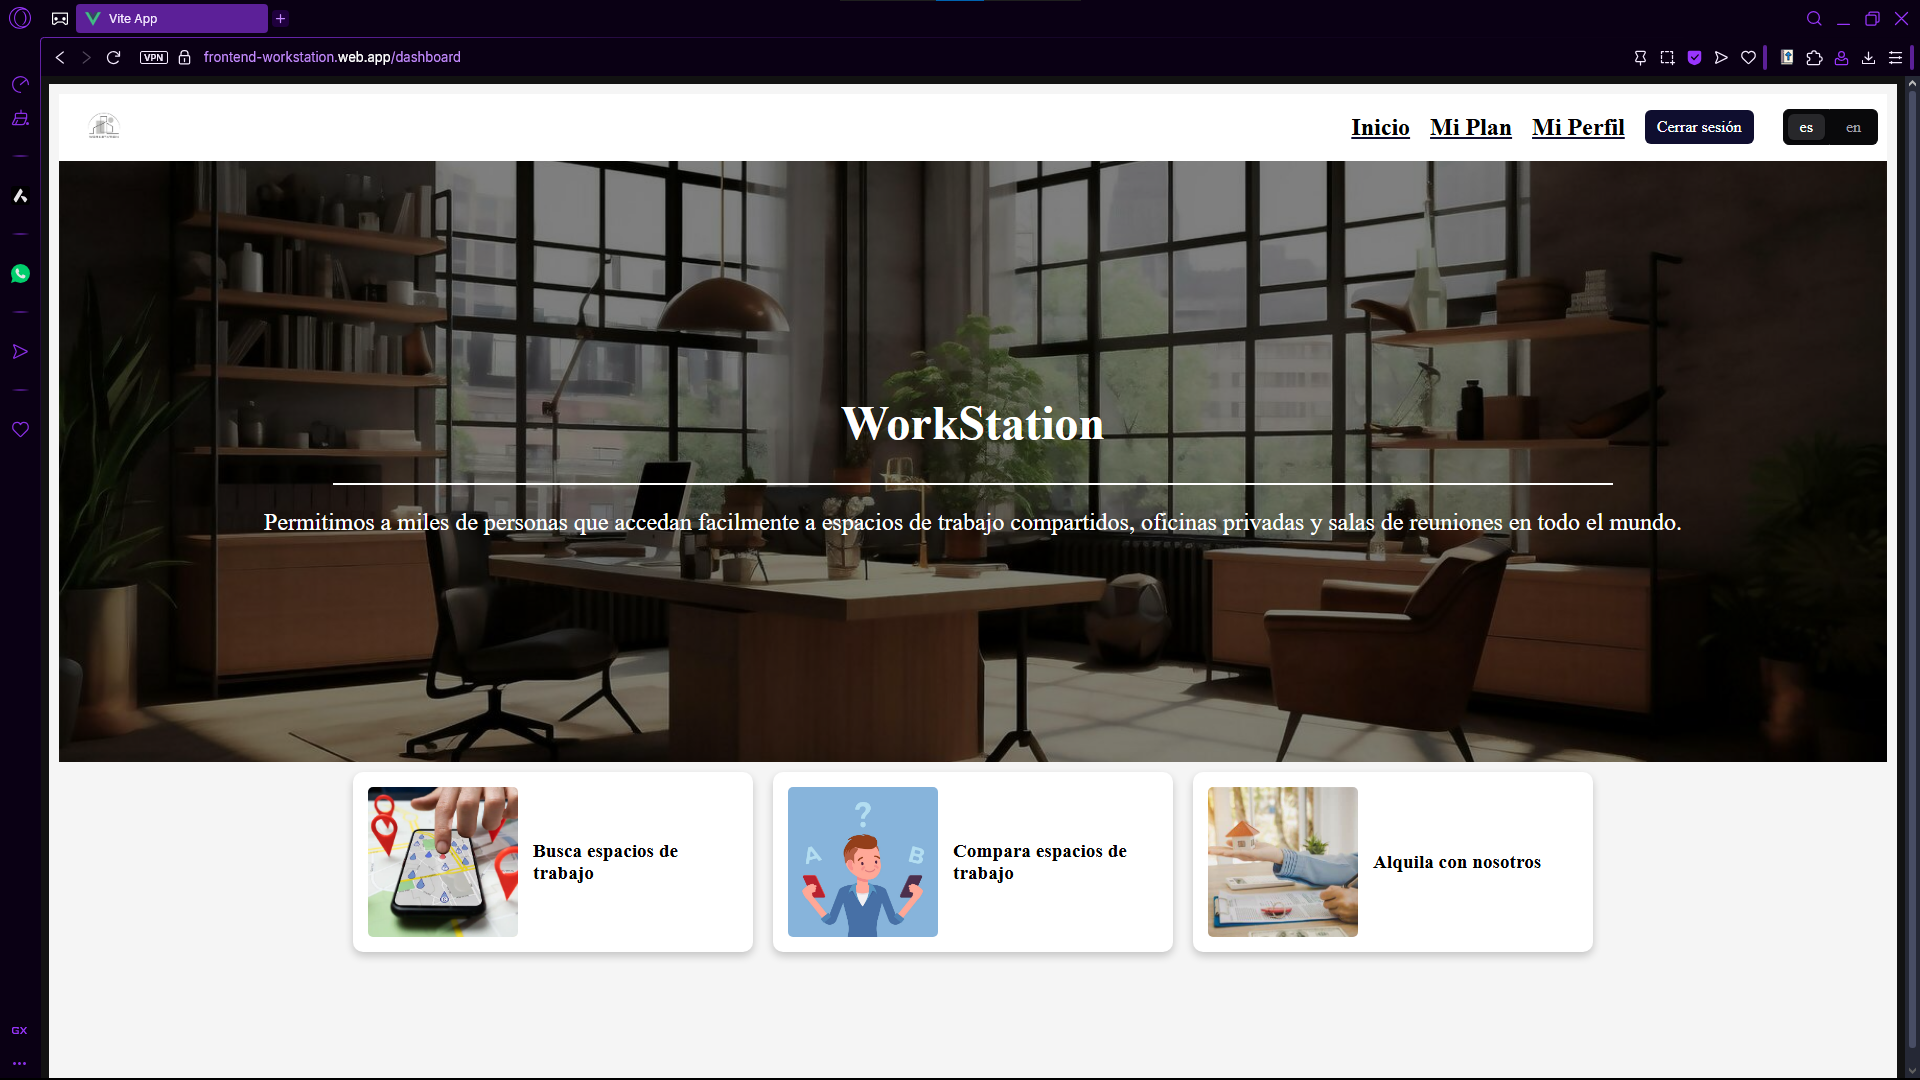 Vite App
VPN
frontend-workstation.web.app/dashboard
Inicio
Mi Plan
Mi Perfil
Cerrar sesión
es
en
WorkStation
Permitimos a miles de personas que accedan facilmente a espacios de trabajo compartidos, oficinas privadas y salas de reuniones en todo el mundo.
?
A
B
Busca espacios de
trabajo
Compara espacios de
trabajo
Alquila con nosotros
GX